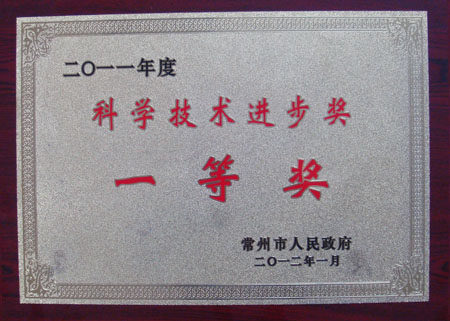 二〇一一年度
科学技术进步奖
一等奖
常州市人民政府
二〇一二年一月